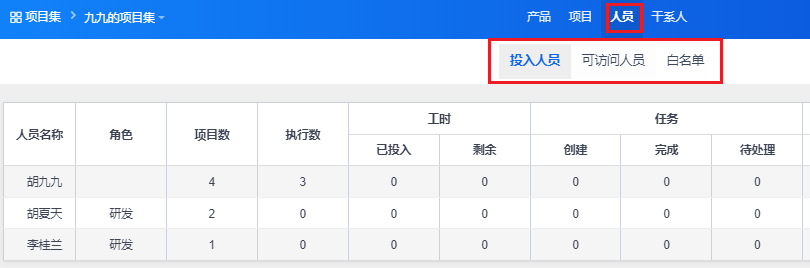 项目集 > 九九的项目集 产品 项目 人员 干系人
投入人员 可访问人员 白名单
人员名称 角色 项目数 执行数 工时 任务
已投入 剩余 创建 完成 待处理
胡九九 4 3 0 0 0 0 0
胡夏天 研发 2 0 0 0 0 0 0
李桂兰 研发 1 0 0 0 0 0 0